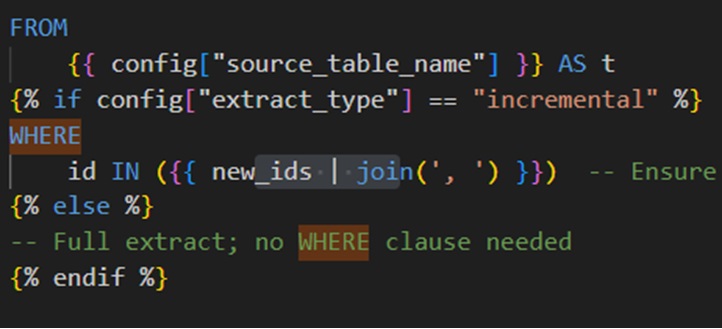 FROM
{{ config["source_table_name"] }} AS t
{% if config["extract_type"] == "incremental" %}
WHERE
id IN ({{ new_ids | join(', ') }}) -- Ensure
{% else %}
-- Full extract; no WHERE clause needed
{% endif %}